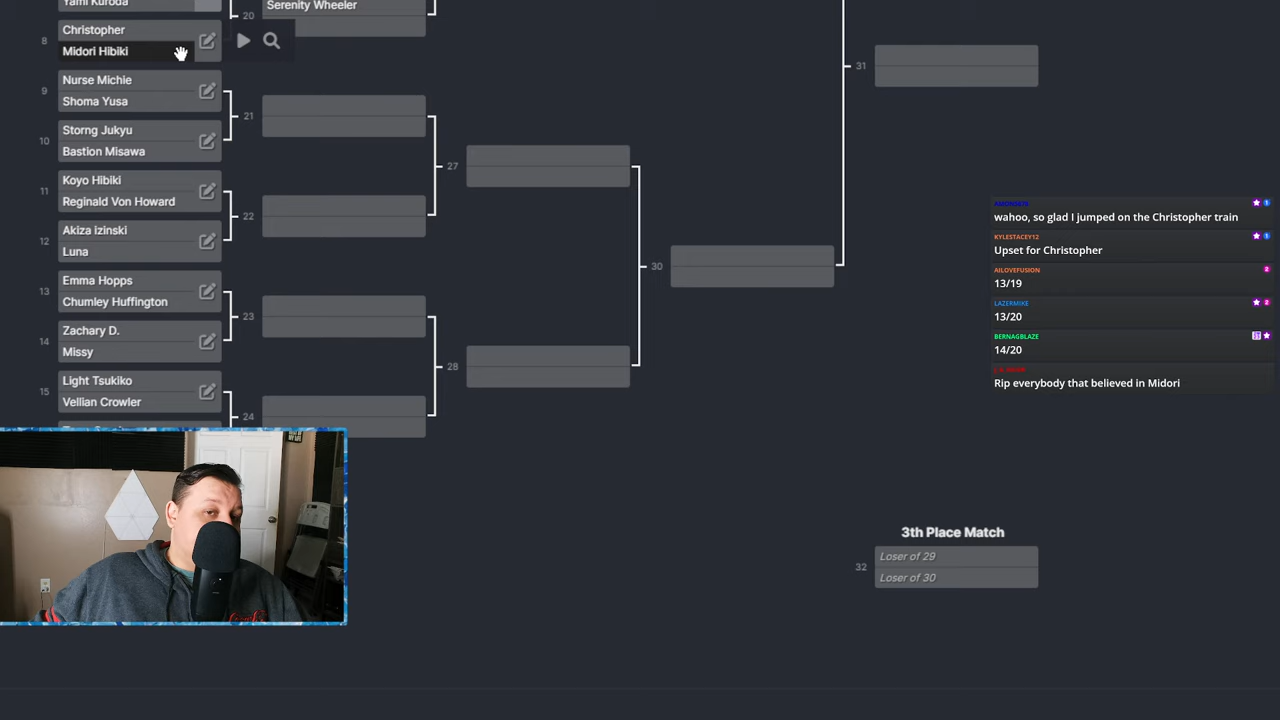 Yami Kuroda
20
Serenity Wheeler
8
Christopher
Midori Hibiki
31
9
Nurse Michie
Shoma Yusa
21
10
Storng Jukyu
Bastion Misawa
27
11
Koyo Hibiki
Reginald Von Howard
22
12
Akiza izinski
Luna
30
13
Emma Hopps
Chumley Huffington
23
14
Zachary D.
Missy
28
15
Light Tsukiko
Vellian Crowler
24
wahoo, so glad I jumped on the Christopher train
KYLESTACEY12
Upset for Christopher
AILOVEFUSION
13/19
LAZERMIKE
13/20
BERNAGBLAZE
14/20
Rip everybody that believed in Midori
3th Place Match
32
Loser of 29
Loser of 30